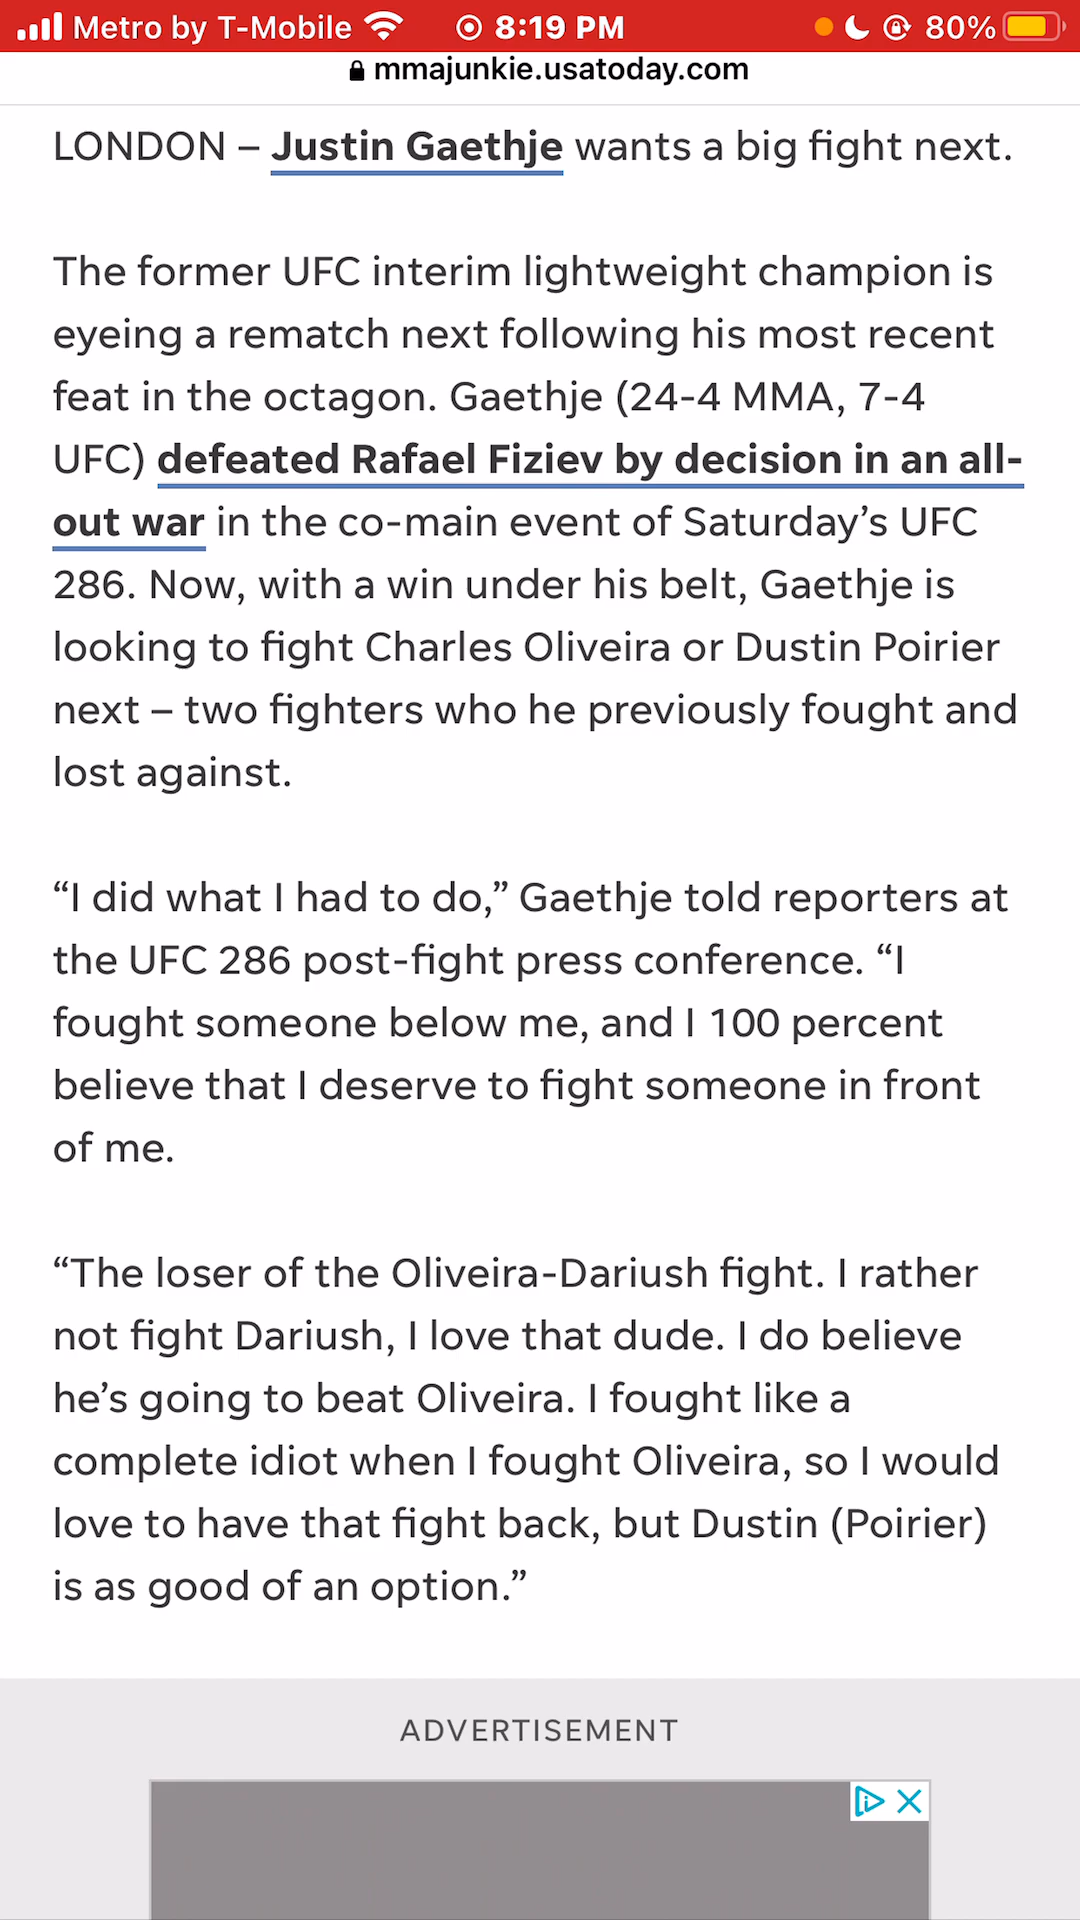 Metro by T-Mobile 8:19 PM 80%
mmajunkie.usatoday.com
LONDON – Justin Gaethje wants a big fight next.
The former UFC interim lightweight champion is
eyeing a rematch next following his most recent
feat in the octagon. Gaethje (24-4 MMA, 7-4
UFC) defeated Rafael Fiziev by decision in an all-
out war in the co-main event of Saturday’s UFC
286. Now, with a win under his belt, Gaethje is
looking to fight Charles Oliveira or Dustin Poirier
next – two fighters who he previously fought and
lost against.
“I did what I had to do,” Gaethje told reporters at
the UFC 286 post-fight press conference. “I
fought someone below me, and I 100 percent
believe that I deserve to fight someone in front
of me.
“The loser of the Oliveira-Dariush fight. I rather
not fight Dariush, I love that dude. I do believe
he’s going to beat Oliveira. I fought like a
complete idiot when I fought Oliveira, so I would
love to have that fight back, but Dustin (Poirier)
is as good of an option.”
ADVERTISEMENT